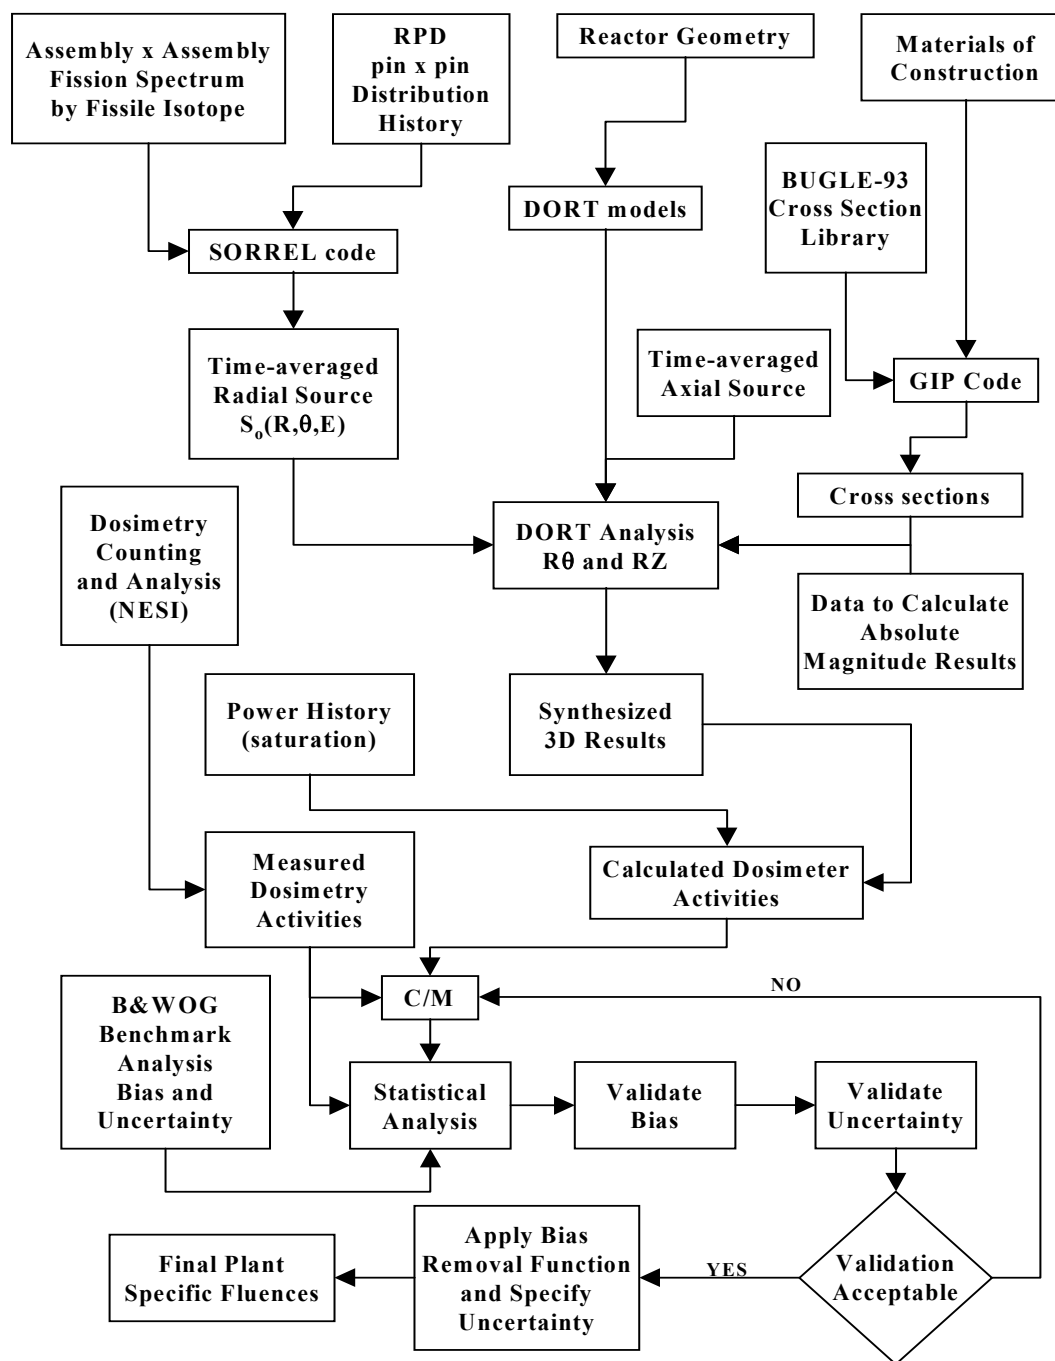 Assembly x Assembly
Fission Spectrum
by Fissile Isotope
RPD
pin x pin
Distribution
History
Reactor Geometry
Materials of
Construction
DORT models
BUGLE-93
Cross Section
Library
SORREL code
Time-averaged
Radial Source
So(R,θ,E)
Time-averaged
Axial Source
GIP Code
Cross sections
Dosimetry
Counting
and Analysis
(NESI)
DORT Analysis
Rθ and RZ
Data to Calculate
Absolute
Magnitude Results
Power History
(saturation)
Synthesized
3D Results
Measured
Dosimetry
Activities
Calculated Dosimeter
Activities
C/M
NO
B&WOG
Benchmark
Analysis
Bias and
Uncertainty
Statistical
Analysis
Validate
Bias
Validate
Uncertainty
Final Plant
Specific Fluences
Apply Bias
Removal Function
and Specify
Uncertainty
YES
Validation
Acceptable